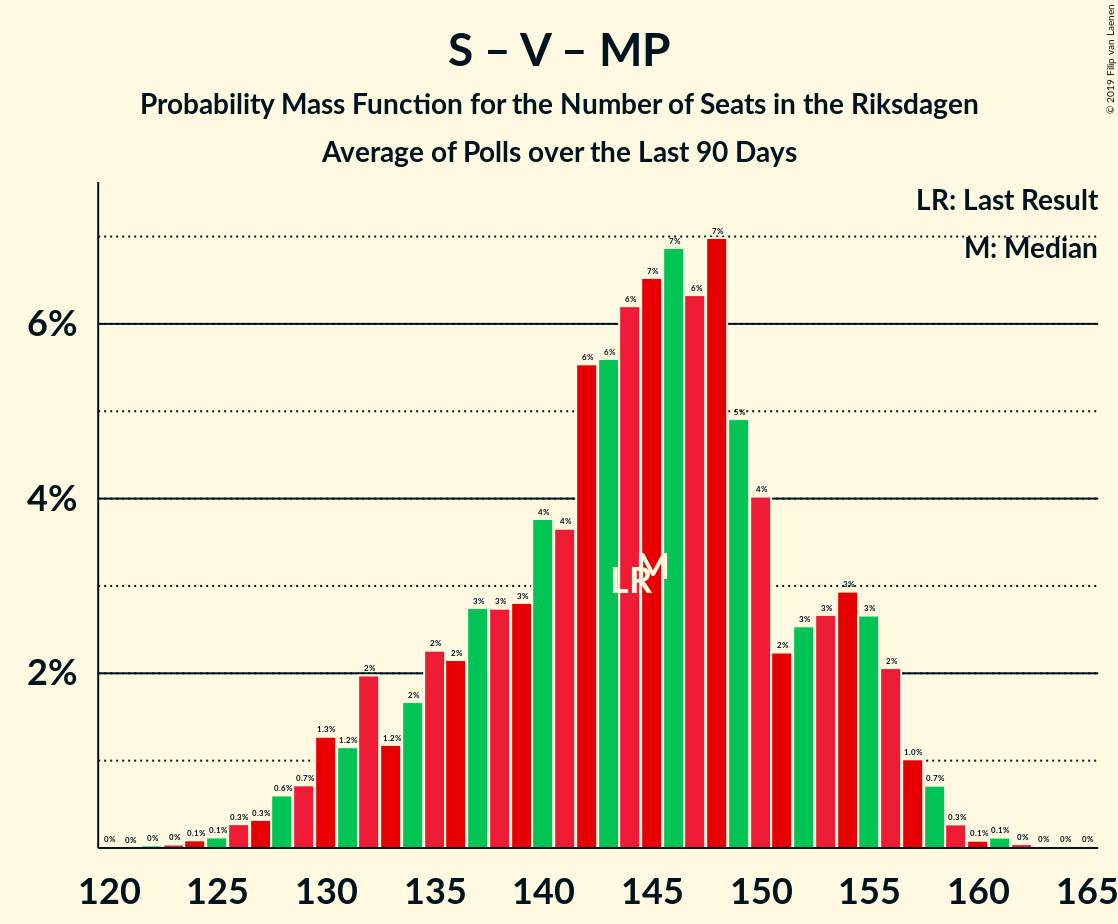 S – V – MP
Probability Mass Function for the Number of Seats in the Riksdagen
Average of Polls over the Last 90 Days
© 2019 Filip van Laenen
LR: Last Result
M: Median
6%
4%
2%
0% 0% 0% 0% 0.1% 0.1% 0.3% 0.3% 0.6% 0.7% 1.3% 1.2% 2% 1.2% 2% 2% 2% 3% 3% 3% 4% 4% 6% 6% 6% 7% 7% 6% 7% 5% 4% 2% 3% 3% 3% 3% 2% 1.0% 0.7% 0.3% 0.1% 0.1% 0% 0% 0% 0%
LR M
120 125 130 135 140 145 150 155 160 165